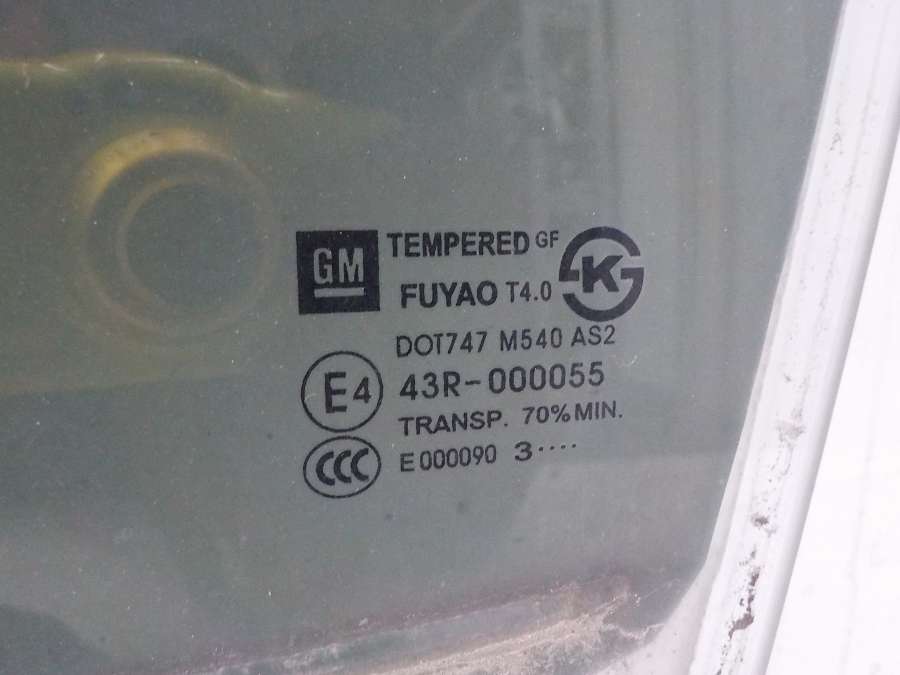 GM TEMPERED GF
FUYAO T4.0
K
DOT747 M540 AS2
E4 43R-000055
TRANSP. 70% MIN.
CCC E000090 3....